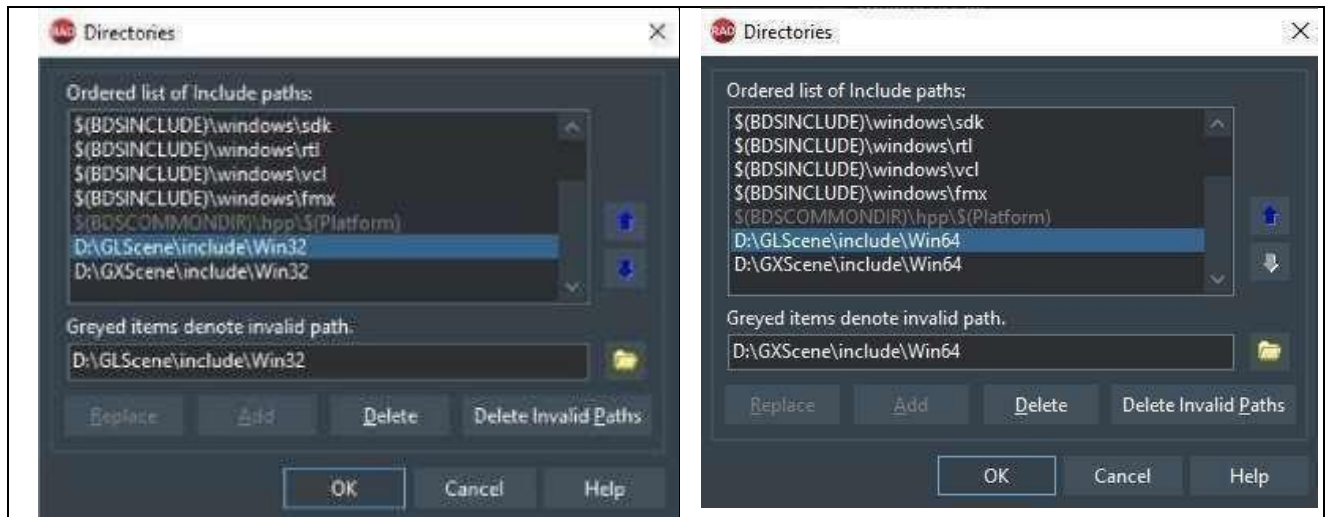 RAD Directories
Ordered list of Include paths:
$(BDSINCLUDE)\windows\sdk
$(BDSINCLUDE)\windows\rtl
$(BDSINCLUDE)\windows\vcl
$(BDSINCLUDE)\windows\fmx
$(BDSCOMMONDIR)\hpp\$(Platform)
D:\GLScene\include\Win32
D:\GXScene\include\Win32
Greyed items denote invalid path.
D:\GLScene\include\Win32
Replace Add Delete Delete Invalid Paths
OK Cancel Help
RAD Directories
Ordered list of Include paths:
$(BDSINCLUDE)\windows\sdk
$(BDSINCLUDE)\windows\rtl
$(BDSINCLUDE)\windows\vcl
$(BDSINCLUDE)\windows\fmx
$(BDSCOMMONDIR)\hpp\$(Platform)
D:\GLScene\include\Win64
D:\GXScene\include\Win64
Greyed items denote invalid path.
D:\GXScene\include\Win64
Replace Add Delete Delete Invalid Paths
OK Cancel Help